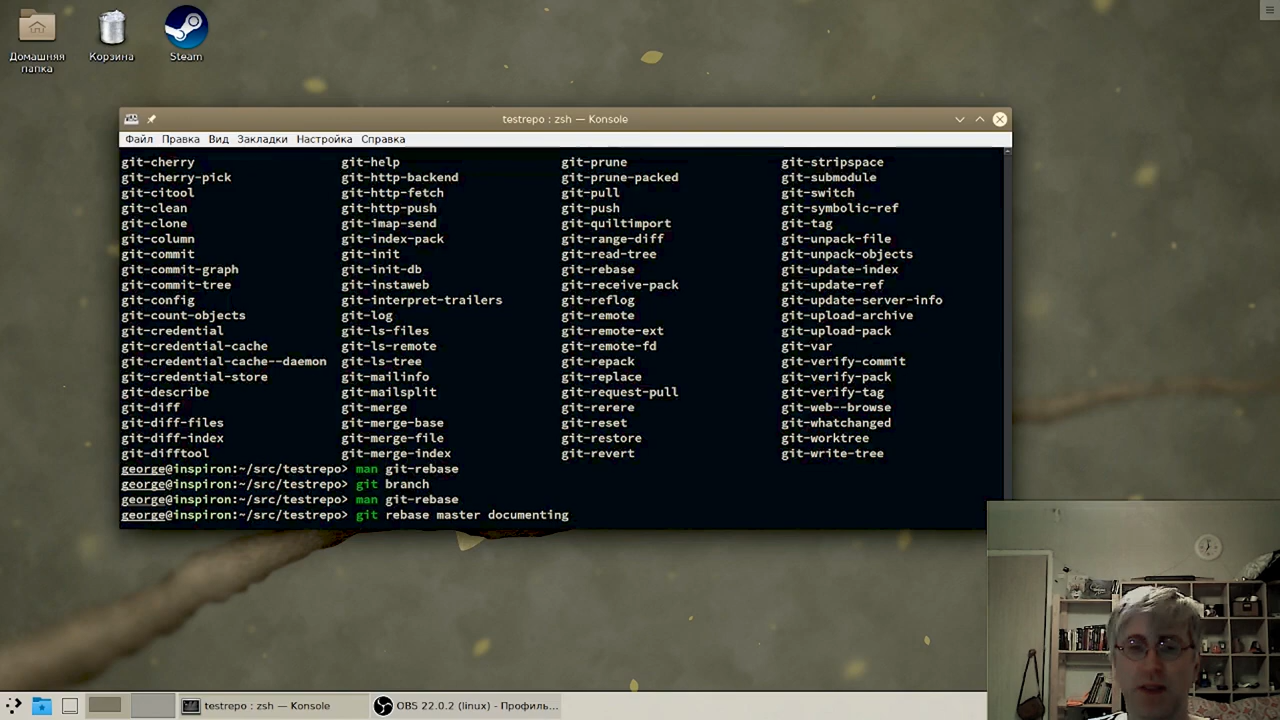 Домашняя папка
Корзина
Steam
testrepo : zsh — Konsole
Файл Правка Вид Закладки Настройка Справка
git-cherry git-help git-prune git-stripspace
git-cherry-pick git-http-backend git-prune-packed git-submodule
git-citool git-http-fetch git-pull git-switch
git-clean git-http-push git-push git-symbolic-ref
git-clone git-imap-send git-quiltimport git-tag
git-column git-index-pack git-range-diff git-unpack-file
git-commit git-init git-read-tree git-unpack-objects
git-commit-graph git-init-db git-rebase git-update-index
git-commit-tree git-instaweb git-receive-pack git-update-ref
git-config git-interpret-trailers git-reflog git-update-server-info
git-count-objects git-log git-remote git-upload-archive
git-credential git-ls-files git-remote-ext git-upload-pack
git-credential-cache git-ls-remote git-remote-fd git-var
git-credential-cache--daemon git-ls-tree git-repack git-verify-commit
git-credential-store git-mailinfo git-replace git-verify-pack
git-describe git-mailsplit git-request-pull git-verify-tag
git-diff git-merge git-rerere git-web--browse
git-diff-files git-merge-base git-reset git-whatchanged
git-diff-index git-merge-file git-restore git-worktree
git-difftool git-merge-index git-revert git-write-tree
george@inspiron:~/src/testrepo> man git-rebase
george@inspiron:~/src/testrepo> git branch
george@inspiron:~/src/testrepo> man git-rebase
george@inspiron:~/src/testrepo> git rebase master documenting
testrepo : zsh — Konsole
OBS 22.0.2 (linux) - Профиль...